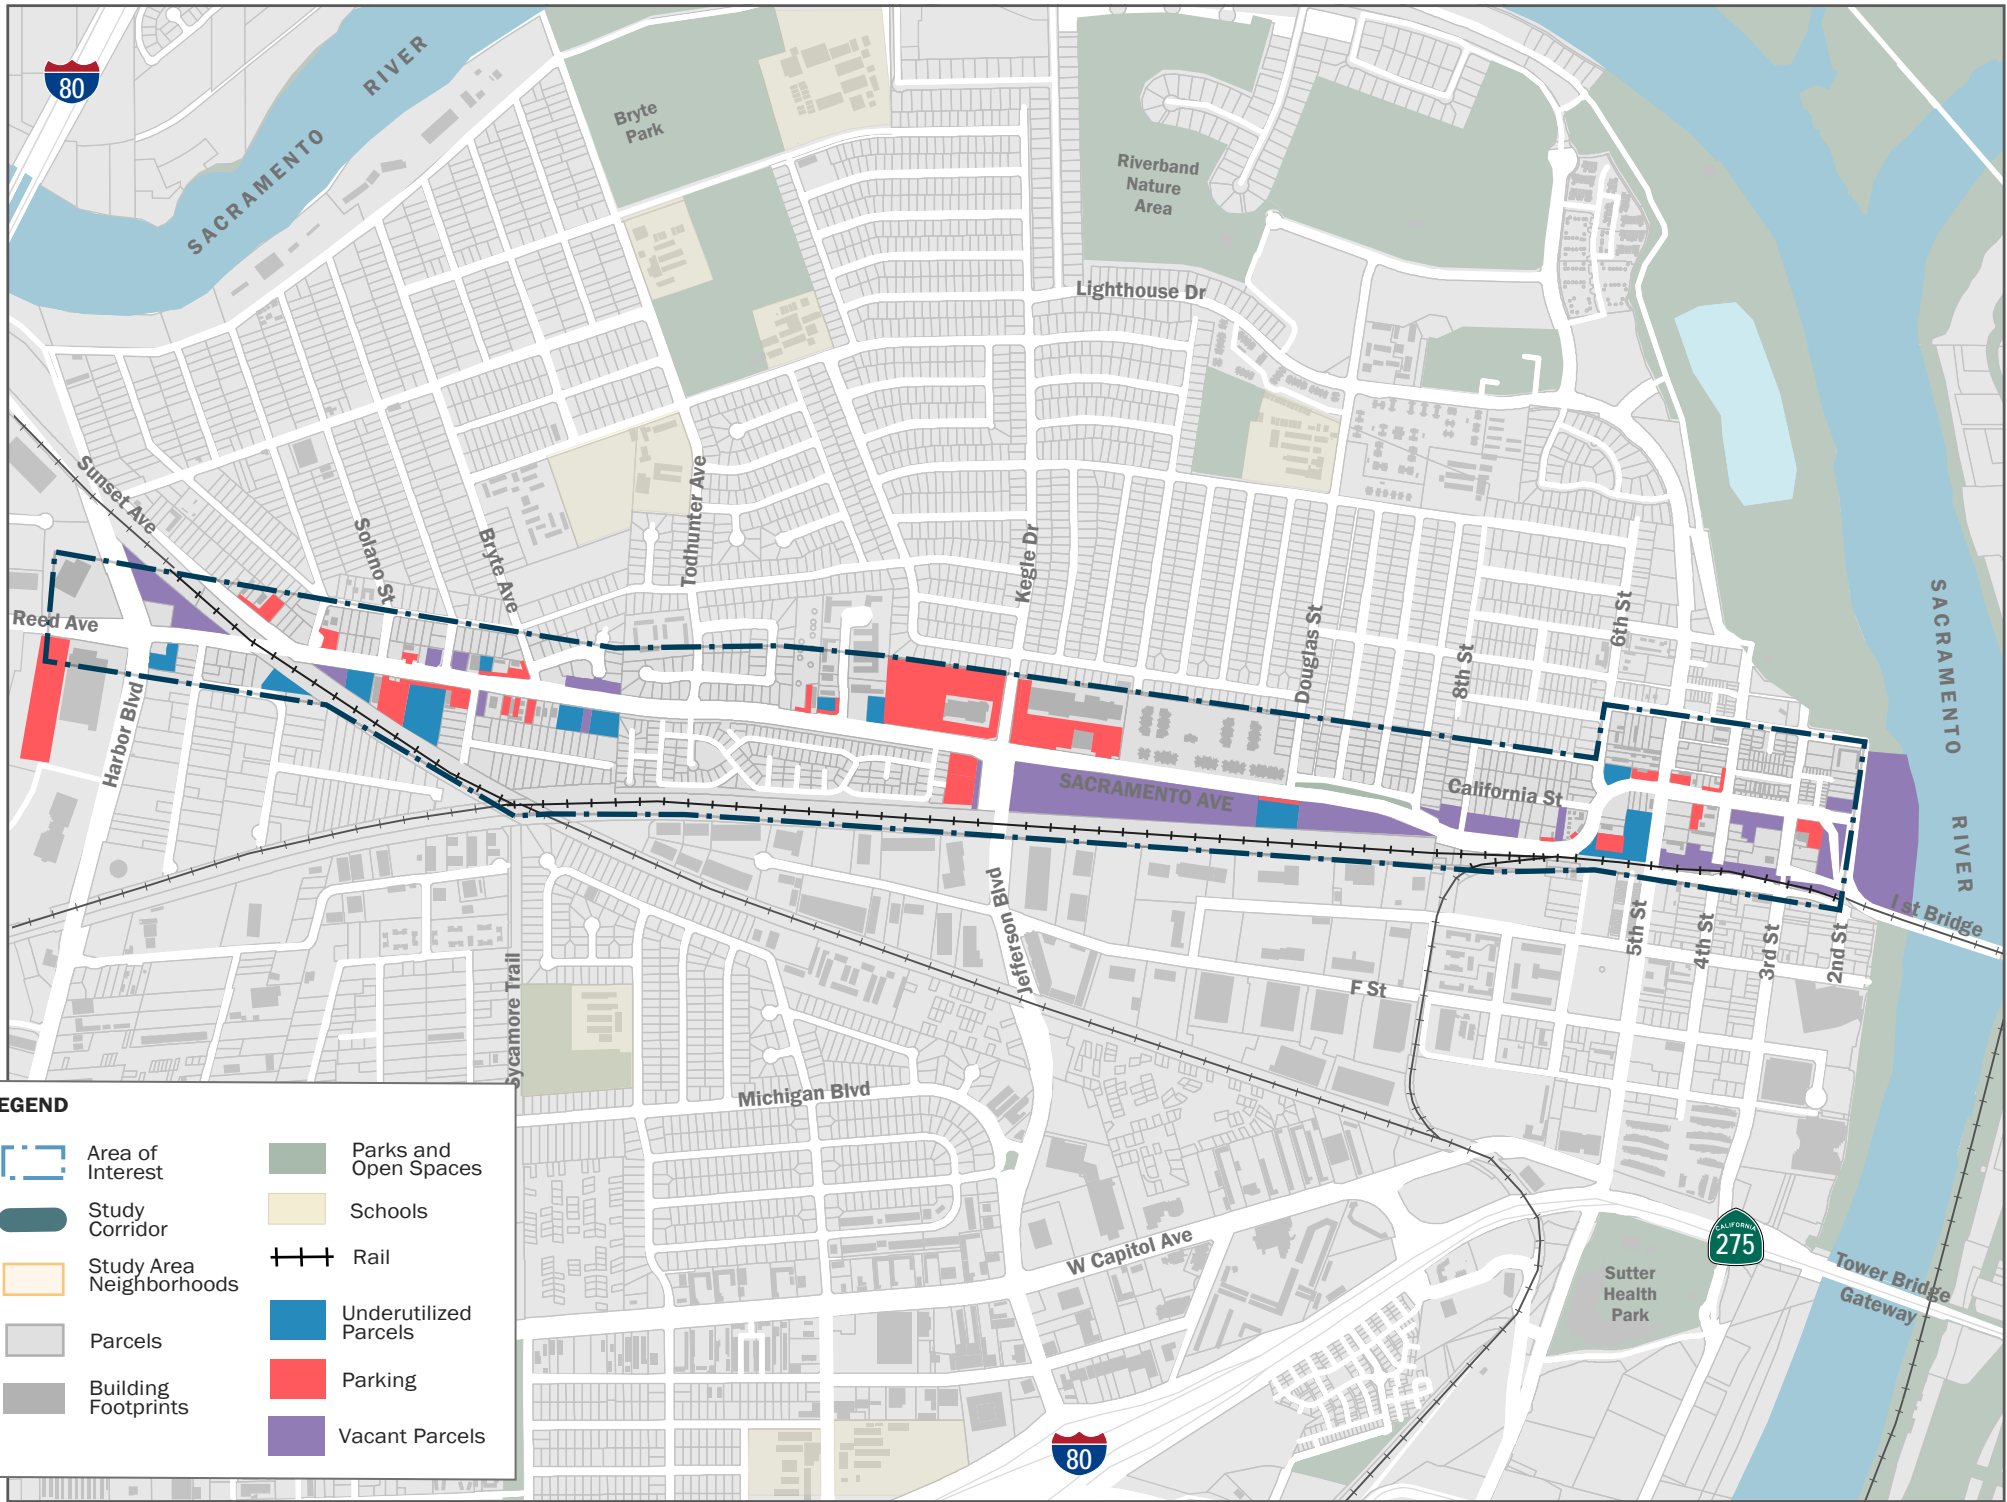 80
SACRAMENTO
RIVER
Bryte
Park
Riverband
Nature
Area
Lighthouse Dr
Sunset Ave
Solano St
Bryte Ave
Todhunter Ave
Kegle Dr
Douglas St
8th St
6th St
Reed Ave
Harbor Blvd
SACRAMENTO AVE
California St
SACRAMENTO
RIVER
I st Bridge
Jefferson Blvd
Sycamore Trail
F St
5th St
4th St
3rd St
2nd St
Michigan Blvd
W Capitol Ave
Sutter
Health
Park
CALIFORNIA
275
Tower Bridge
Gateway
80
EGEND
Area of
Interest
Study
Corridor
Study Area
Neighborhoods
Parcels
Building
Footprints
Parks and
Open Spaces
Schools
Rail
Underutilized
Parcels
Parking
Vacant Parcels